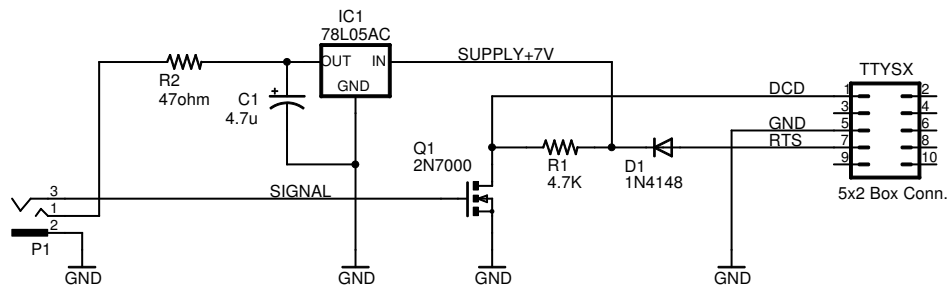 IC1
78L05AC
OUT
IN
GND
SUPPLY+7V
R2
47ohm
+
C1
4.7u
TTYSX
DCD
1
2
3
4
GND
5
6
RTS
7
8
9
10
5x2 Box Conn.
Q1
2N7000
R1
4.7K
D1
1N4148
3
SIGNAL
1
2
P1
GND
GND
GND
GND